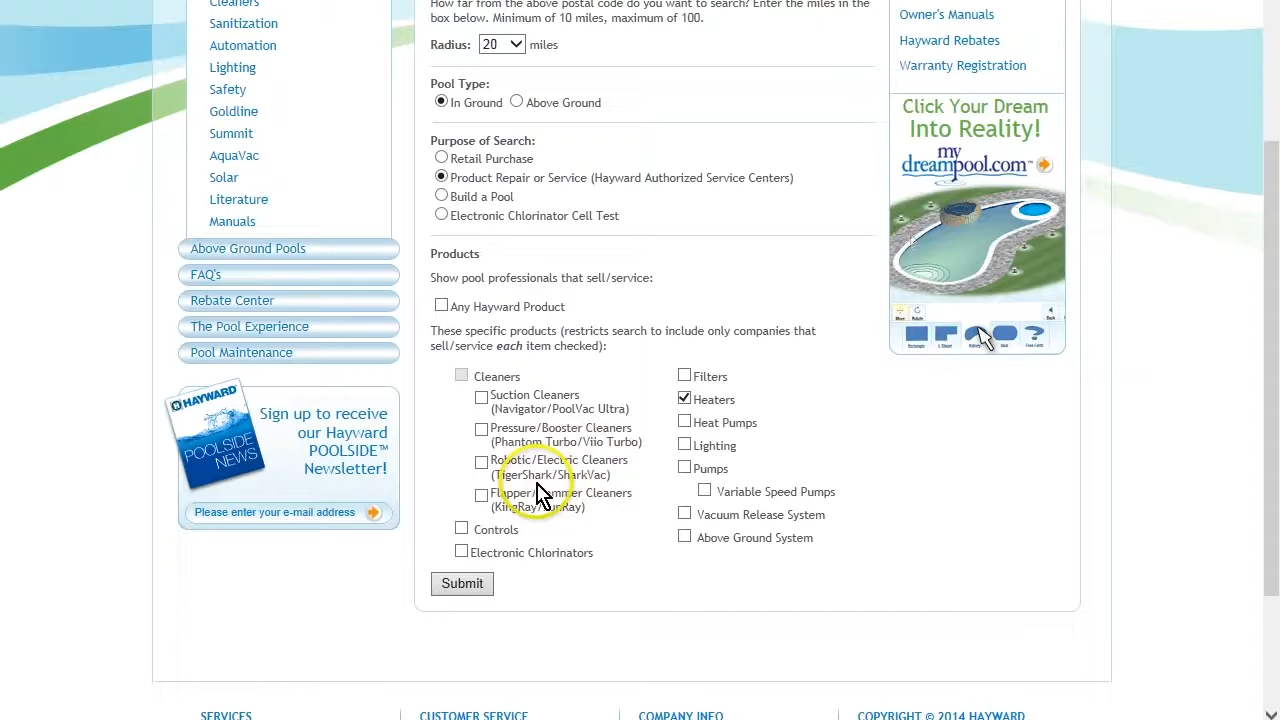 Cleaners
Sanitization
Automation
Lighting
Safety
Goldline
Summit
AquaVac
Solar
Literature
Manuals
Above Ground Pools
FAQ's
Rebate Center
The Pool Experience
Pool Maintenance
HAYWARD
POOLSIDE
NEWS
Sign up to receive
our Hayward
POOLSIDE™
Newsletter!
Please enter your e-mail address
How far from the above postal code do you want to search? Enter the miles in the
box below. Minimum of 10 miles, maximum of 100.
Radius: 20 miles
Pool Type:
In Ground Above Ground
Purpose of Search:
Retail Purchase
Product Repair or Service (Hayward Authorized Service Centers)
Build a Pool
Electronic Chlorinator Cell Test
Products
Show pool professionals that sell/service:
Any Hayward Product
These specific products (restricts search to include only companies that
sell/service each item checked):
Cleaners
Suction Cleaners
(Navigator/PoolVac Ultra)
Pressure/Booster Cleaners
(Phantom Turbo/Viio Turbo)
Robotic/Electric Cleaners
(TigerShark/SharkVac)
Cleaners
Controls
Electronic Chlorinators
Filters
Heaters
Heat Pumps
Lighting
Pumps
Variable Speed Pumps
Vacuum Release System
Above Ground System
Submit
Owner's Manuals
Hayward Rebates
Warranty Registration
Click Your Dream
Into Reality!
my
dreampool.com™
Move Rotate Back
Rectangle
SERVICES
CUSTOMER SERVICE
COMPANY INFO
COPYRIGHT © 2014 HAYWARD